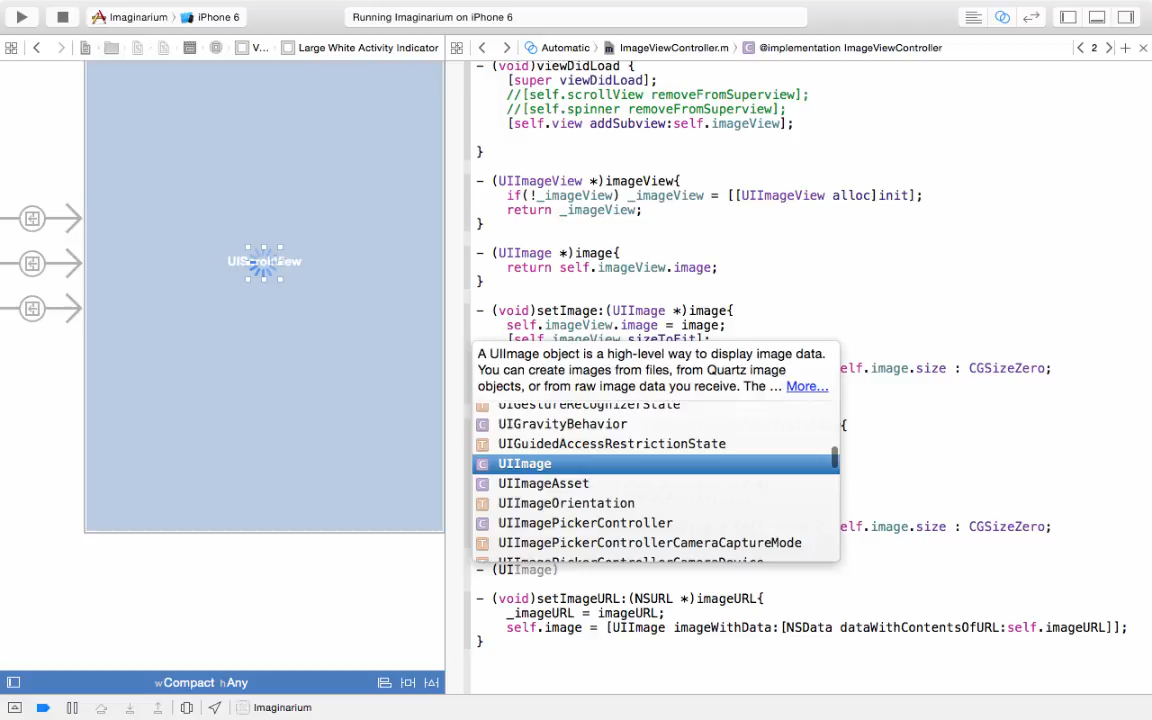 Imaginarium iPhone 6
Running Imaginarium on iPhone 6
V... Large White Activity Indicator
Automatic ImageViewController.m @implementation ImageViewController 2
- (void)viewDidLoad {
[super viewDidLoad];
//[self.scrollView removeFromSuperview];
//[self.spinner removeFromSuperview];
[self.view addSubview:self.imageView];
}
- (UIImageView *)imageView{
if(!_imageView) _imageView = [[UIImageView alloc]init];
return _imageView;
}
- (UIImage *)image{
return self.imageView.image;
}
- (void)setImage:(UIImage *)image{
self.imageView.image = image;
[self.imageView sizeToFit];
elf.image.size : CGSizeZero;
{
elf.image.size : CGSizeZero;
A UIImage object is a high-level way to display image data.
You can create images from files, from Quartz image
objects, or from raw image data you receive. The ... More...
UIGestureRecognizerState
UIGravityBehavior
UIGuidedAccessRestrictionState
UIImage
UIImageAsset
UIImageOrientation
UIImagePickerController
UIImagePickerControllerCameraCaptureMode
UIImagePickerControllerCameraDevice
- (UIImage)
- (void)setImageURL:(NSURL *)imageURL{
_imageURL = imageURL;
self.image = [UIImage imageWithData:[NSData dataWithContentsOfURL:self.imageURL]];
}
UIScrollView
wCompact hAny
Imaginarium